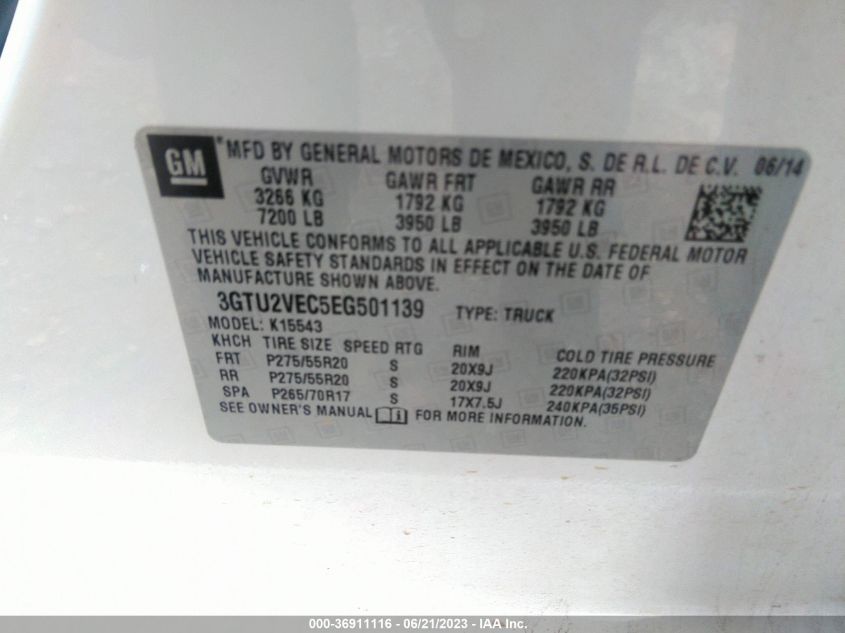 GM
*MFD BY GENERAL MOTORS DE MEXICO, S. DE R.L. DE C.V. 06/14
GVWR GAWR FRT GAWR RR
3266 KG 1792 KG 1792 KG
7200 LB 3950 LB 3950 LB
THIS VEHICLE CONFORMS TO ALL APPLICABLE U.S. FEDERAL MOTOR
VEHICLE SAFETY STANDARDS IN EFFECT ON THE DATE OF
MANUFACTURE SHOWN ABOVE.
3GTU2VEC5EG501139 TYPE: TRUCK
MODEL: K15543
KHCH TIRE SIZE SPEED RTG RIM COLD TIRE PRESSURE
FRT P275/55R20 S 20X9J 220KPA(32PSI)
RR P275/55R20 S 20X9J 220KPA(32PSI)
SPA P265/70R17 S 17X7.5J 240KPA(35PSI)
SEE OWNER'S MANUAL FOR MORE INFORMATION.
000-36911116 - 06/21/2023 - IAA Inc.